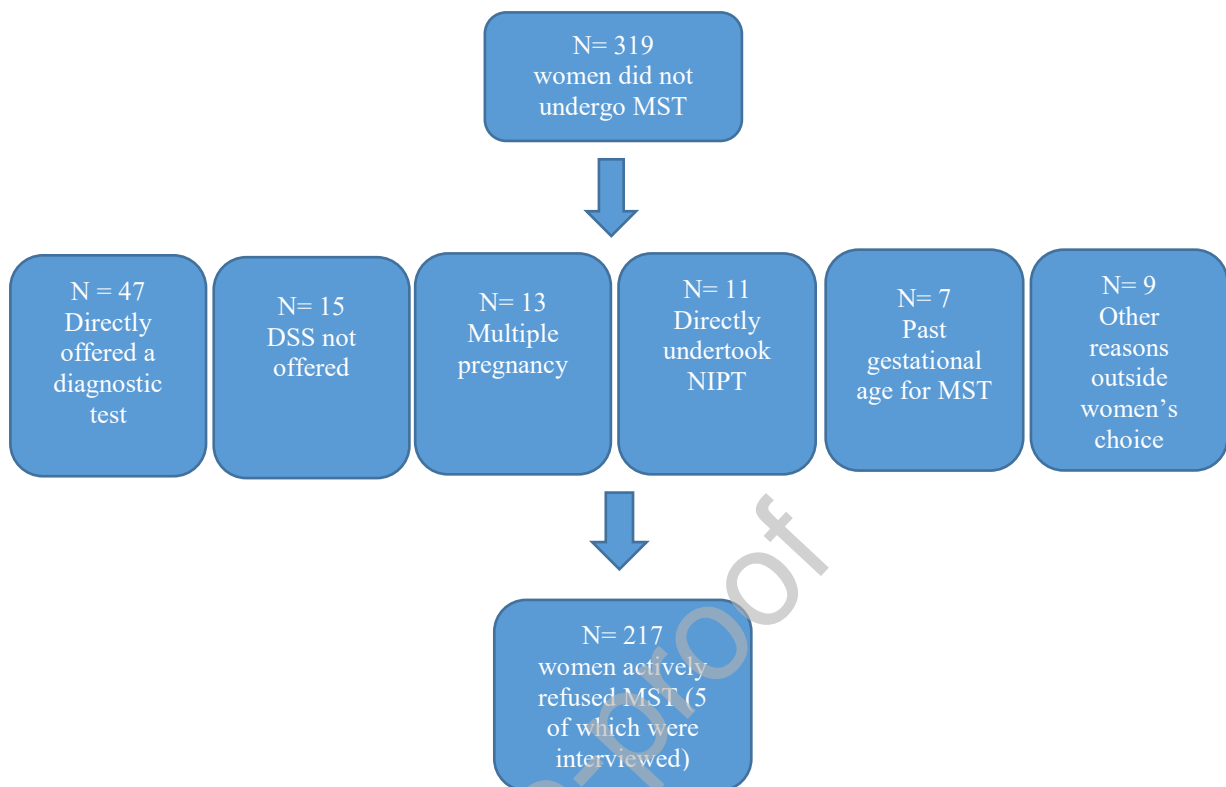 N= 319
women did not
undergo MST
N = 47
Directly
offered a
diagnostic
test
N= 15
DSS not
offered
N= 13
Multiple
pregnancy
N= 11
Directly
undertook
NIPT
N= 7
Past
gestational
age for MST
N= 9
Other
reasons
outside
women’s
choice
N= 217
women actively
refused MST (5
of which were
interviewed)
-proof